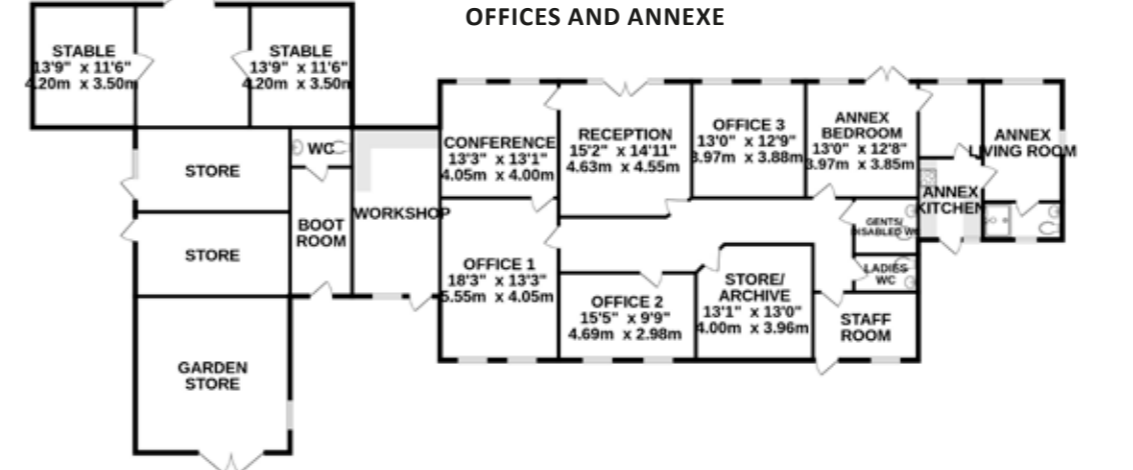 OFFICES AND ANNEXE
STABLE
13'9" x 11'6"
4.20m x 3.50m
STABLE
13'9" x 11'6"
4.20m x 3.50m
STORE
WC
STORE
BOOT
ROOM
WORKSHOP
GARDEN
STORE
CONFERENCE
13'3" x 13'1"
4.05m x 4.00m
RECEPTION
15'2" x 14'11"
4.63m x 4.55m
OFFICE 3
13'0" x 12'9"
3.97m x 3.88m
ANNEX
BEDROOM
13'0" x 12'8"
3.97m x 3.85m
ANNEX
LIVING ROOM
ANNEX
KITCHEN
GENTS/
DISABLED WC
LADIES
WC
OFFICE 1
18'3" x 13'3"
5.55m x 4.05m
OFFICE 2
15'5" x 9'9"
4.69m x 2.98m
STORE/
ARCHIVE
13'1" x 13'0"
4.00m x 3.96m
STAFF
ROOM